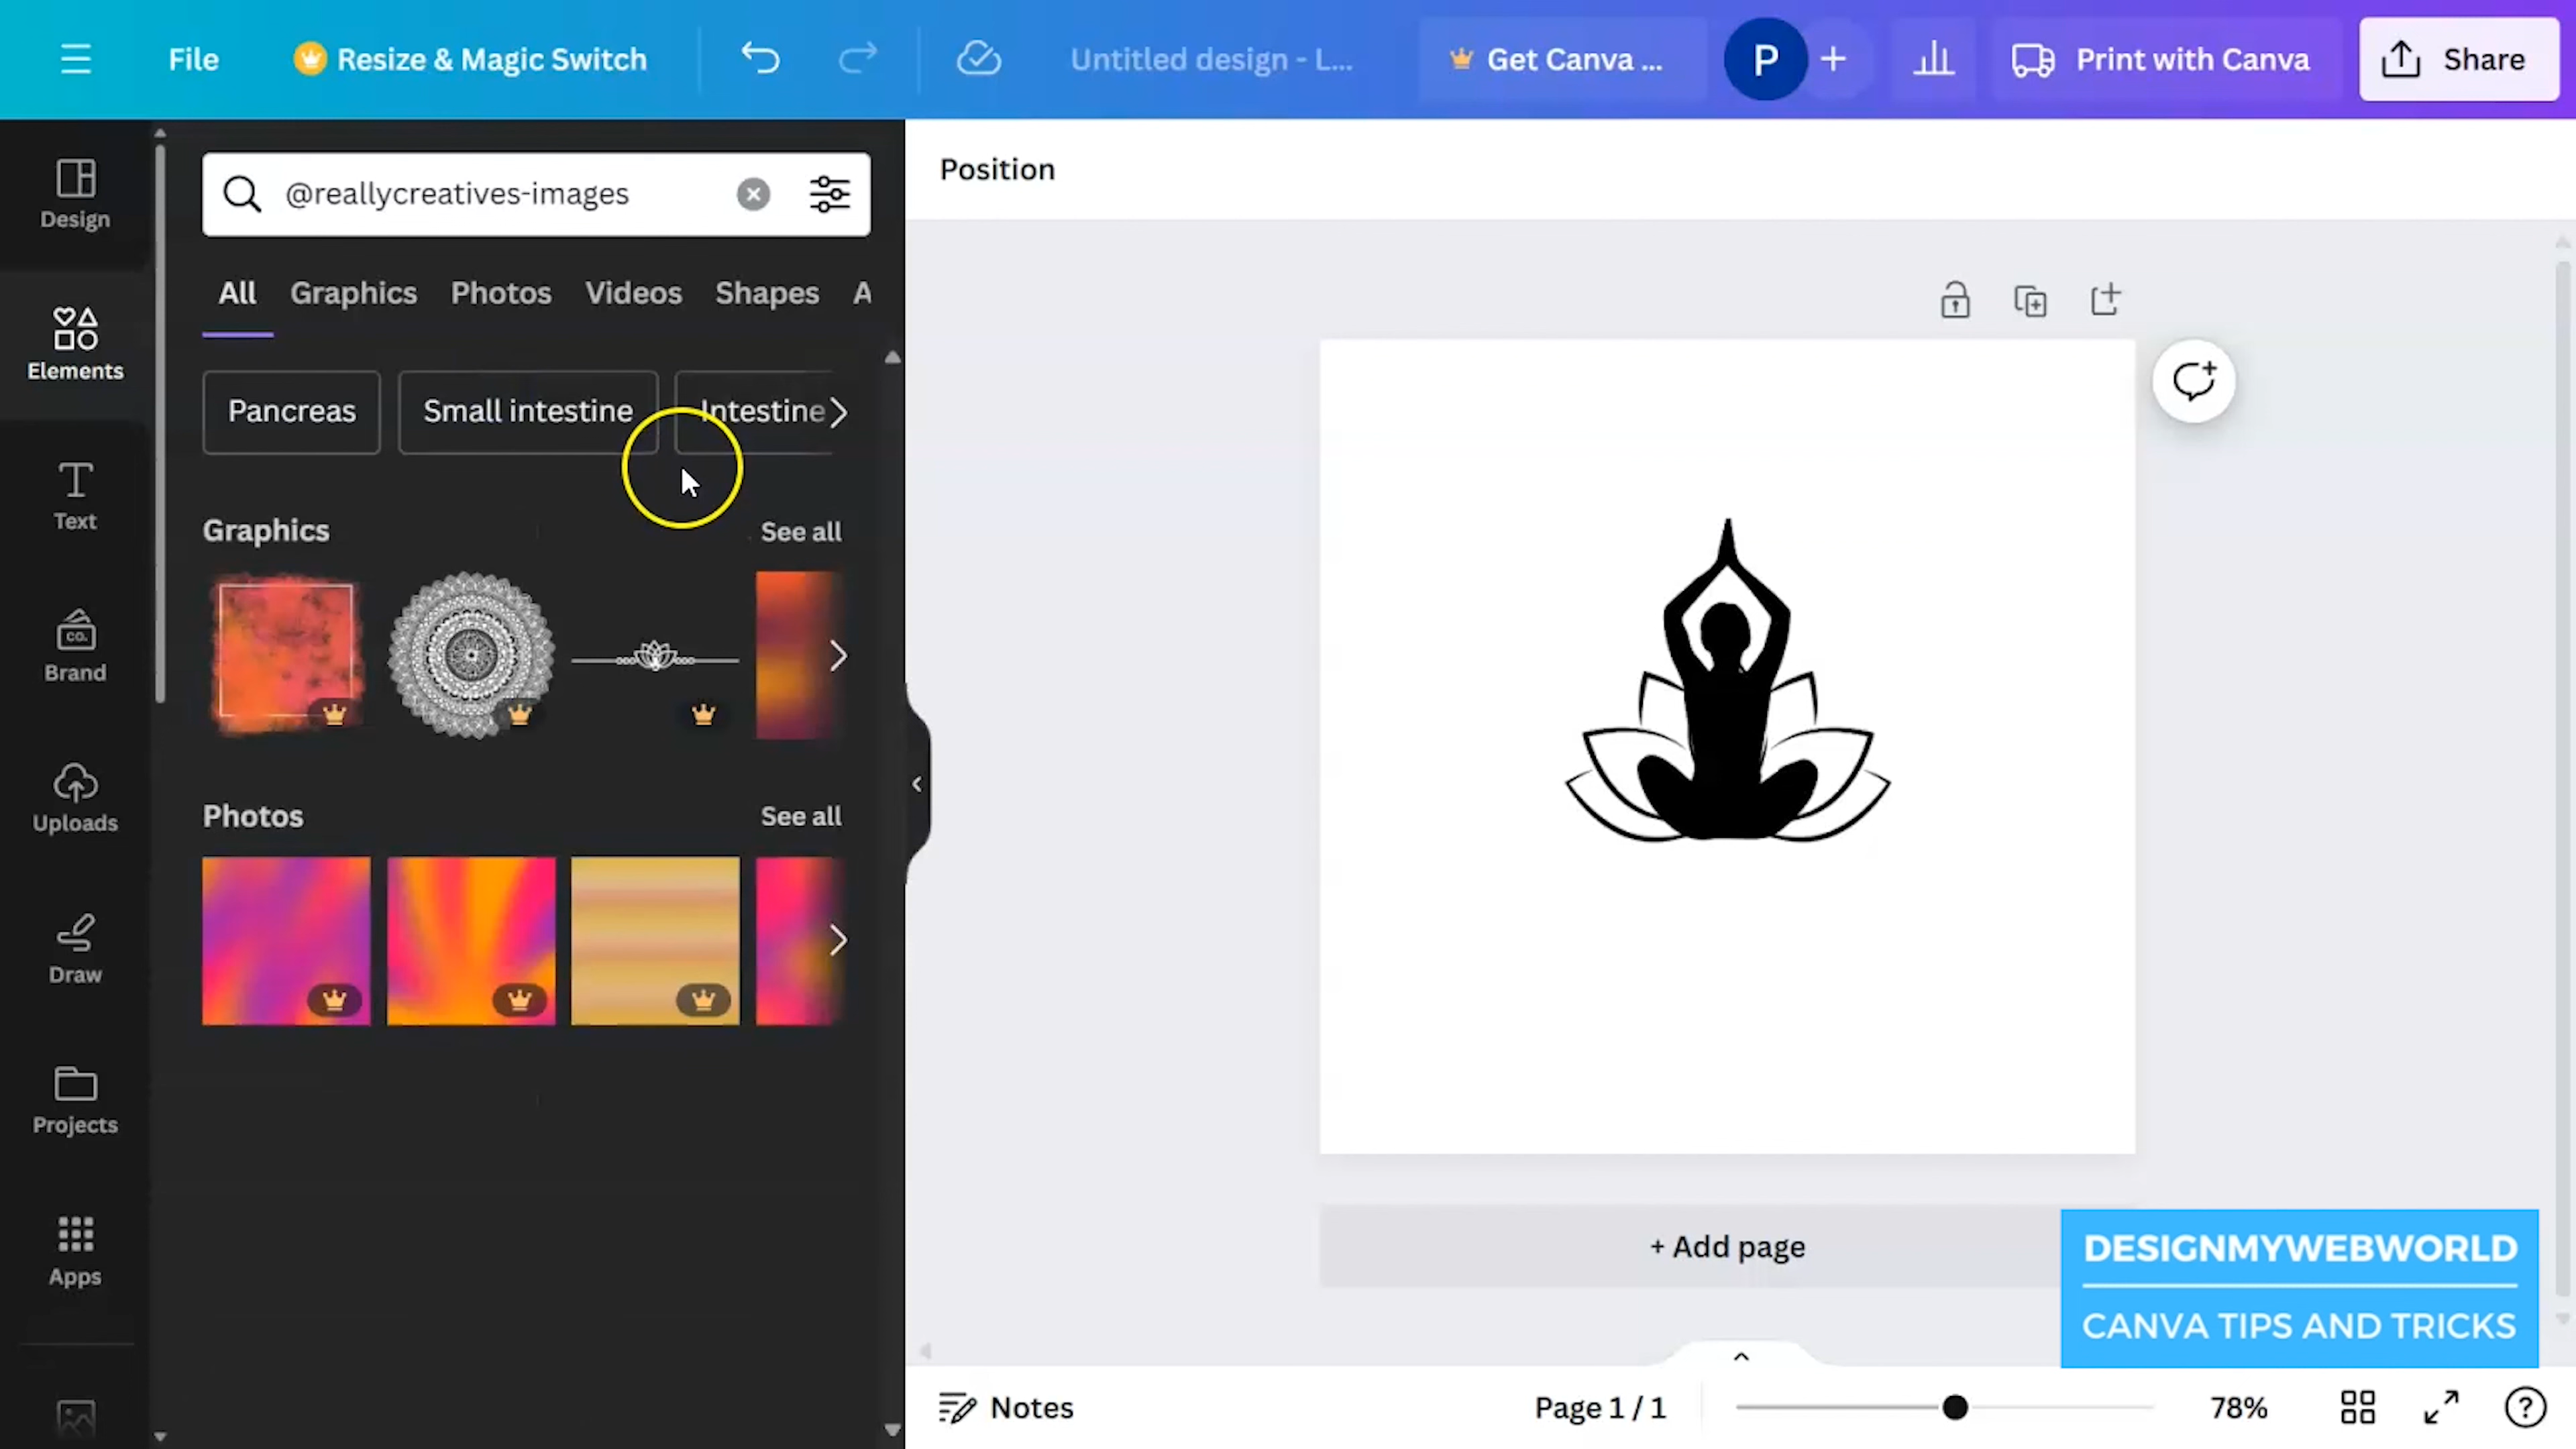 File
Resize & Magic Switch
Untitled design - L...
Get Canva ...
P
Print with Canva
Share
Design
Elements
Text
CO.
Brand
Uploads
Draw
Projects
Apps
@reallycreatives-images
All
Graphics
Photos
Videos
Shapes
A
Pancreas
Small intestine
Intestine
Graphics
See all
Photos
See all
Position
+ Add page
DESIGNMYWEBWORLD
CANVA TIPS AND TRICKS
Notes
Page 1 / 1
78%
?